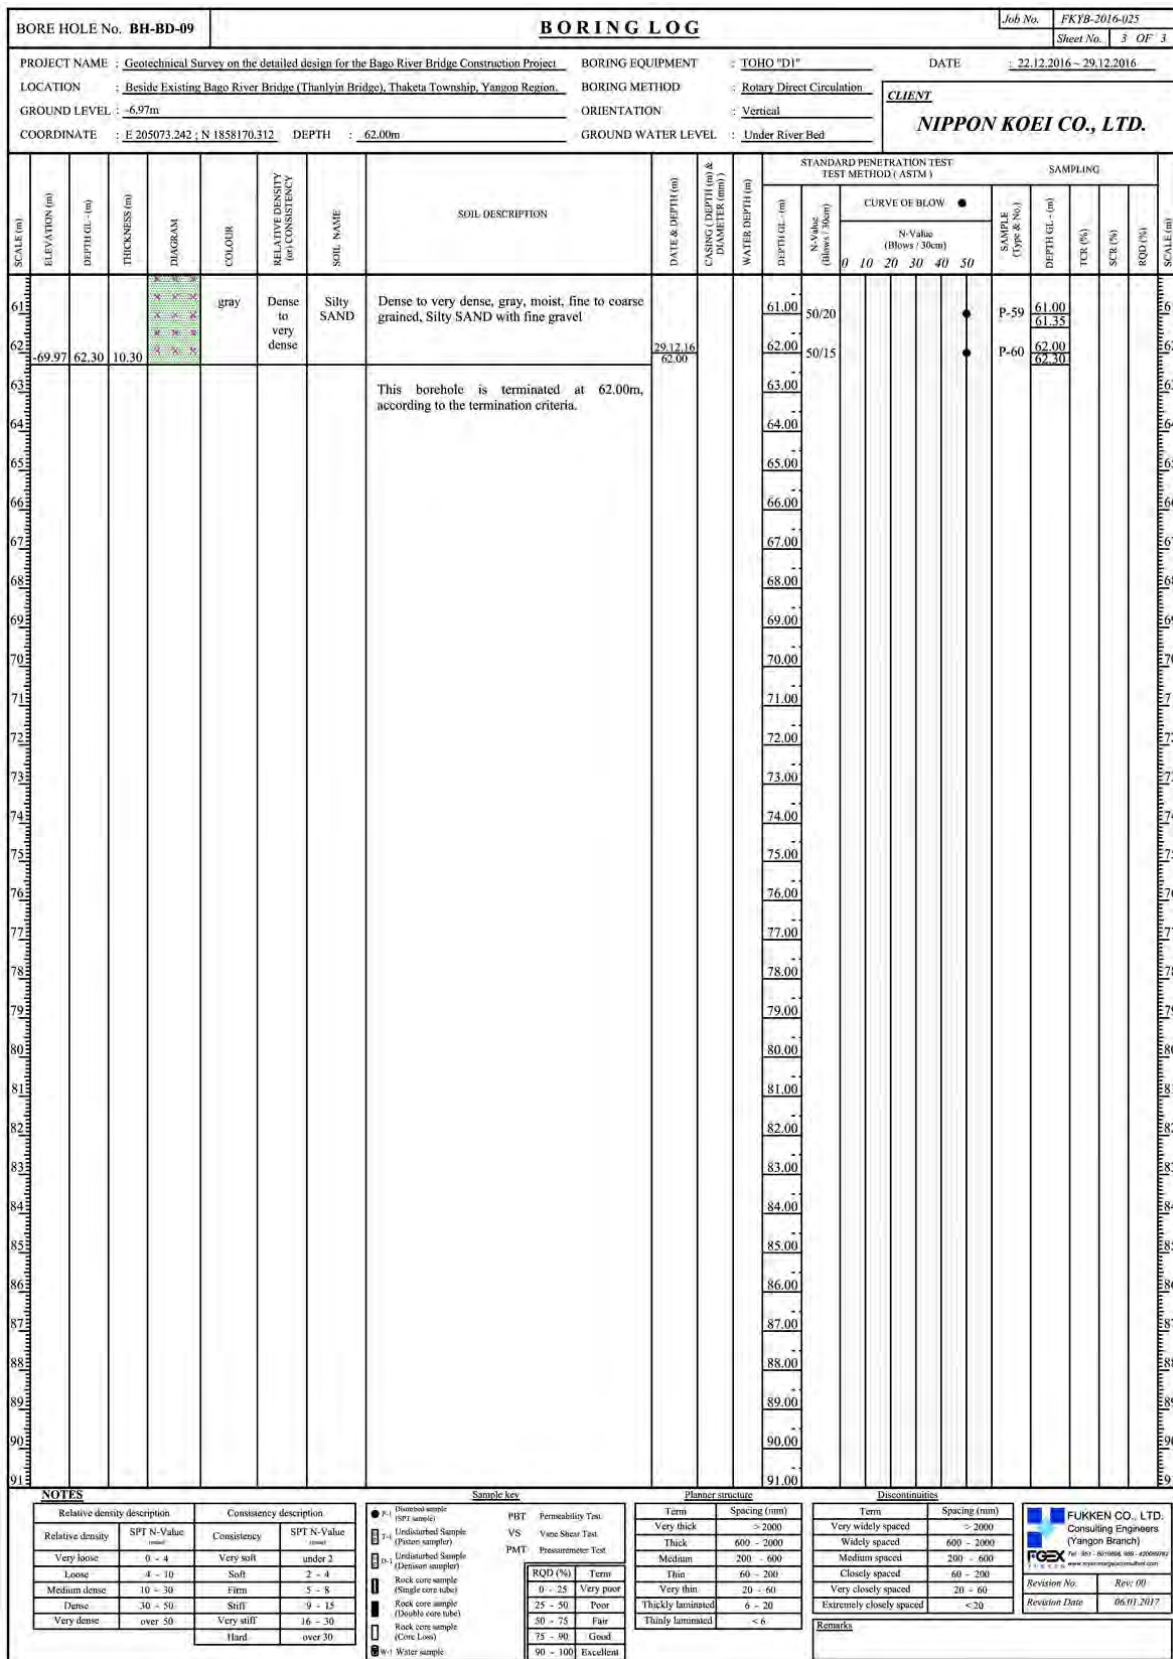 BORE HOLE No. BH-BD-09
BORING LOG
Job No. FKYB-2016-025
Sheet No. 3 OF 3
PROJECT NAME : Geotechnical Survey on the detailed design for the Bago River Bridge Construction Project
LOCATION : Beside Existing Bago River Bridge (Thanlyin Bridge), Thaketa Township, Yangon Region.
GROUND LEVEL : -6.97m
COORDINATE : E 205073.242 ; N 1858170.312 DEPTH : 62.00m
BORING EQUIPMENT : TOHO "D1"
BORING METHOD : Rotary Direct Circulation
ORIENTATION : Vertical
GROUND WATER LEVEL : Under River Bed
DATE : 22.12.2016 ~ 29.12.2016
CLIENT
NIPPON KOEI CO., LTD.
SCALE (m)
ELEVATION (m)
DEPTH GL - (m)
THICKNESS (m)
DIAGRAM
COLOUR
RELATIVE DENSITY (or) CONSISTENCY
SOIL NAME
SOIL DESCRIPTION
DATE & DEPTH (m)
CASING ( DEPTH (m) & DIAMETER (mm) )
WATER DEPTH (m)
STANDARD PENETRATION TEST
TEST METHOD ( ASTM )
DEPTH GL - (m)
N-Value (Blows / 30cm)
CURVE OF BLOW ●
N-Value
(Blows / 30cm)
0 10 20 30 40 50
SAMPLING
SAMPLE (Type & No.)
DEPTH GL - (m)
TCR (%)
SCR (%)
RQD (%)
SCALE (m)
61
62
63
64
65
66
67
68
69
70
71
72
73
74
75
76
77
78
79
80
81
82
83
84
85
86
87
88
89
90
91
-69.97 62.30 10.30
gray
Dense
to
very
dense
Silty
SAND
Dense to very dense, gray, moist, fine to coarse
grained, Silty SAND with fine gravel
29.12.16
62.00
This borehole is terminated at 62.00m,
according to the termination criteria.
61.00 50/20 P-59 61.00
61.35
62.00 50/15 P-60 62.00
62.30
63.00
64.00
65.00
66.00
67.00
68.00
69.00
70.00
71.00
72.00
73.00
74.00
75.00
76.00
77.00
78.00
79.00
80.00
81.00
82.00
83.00
84.00
85.00
86.00
87.00
88.00
89.00
90.00
91.00
NOTES
Relative density description Consistency description
Relative density SPT N-Value Consistency SPT N-Value
Very loose 0 - 4 Very soft under 2
Loose 4 - 10 Soft 2 - 4
Medium dense 10 - 30 Firm 5 - 8
Dense 30 - 50 Stiff 9 - 15
Very dense over 50 Very stiff 16 - 30
Hard over 30
Sample key
P-1 Disturbed sample
(SPT sample)
T-1 Undisturbed Sample
(Piston sampler)
D-1 Undisturbed Sample
(Denison sampler)
Rock core sample
(Single core tube)
Rock core sample
(Double core tube)
Rock core sample
(Core Loss)
W-1 Water sample
PBT Permeability Test
VS Vane Shear Test
PMT Pressuremeter Test
RQD (%) Term
0 - 25 Very poor
25 - 50 Poor
50 - 75 Fair
75 - 90 Good
90 - 100 Excellent
Planner structure
Term Spacing (mm)
Very thick > 2000
Thick 600 - 2000
Medium 200 - 600
Thin 60 - 200
Very thin 20 - 60
Thickly laminated 6 - 20
Thinly laminated < 6
Discontinuities
Term Spacing (mm)
Very widely spaced > 2000
Widely spaced 600 - 2000
Medium spaced 200 - 600
Closely spaced 60 - 200
Very closely spaced 20 - 60
Extremely closely spaced < 20
Remarks
FUKKEN CO., LTD.
Consulting Engineers
(Yangon Branch)
FGEX
FUKKEN
Revision No. Rev: 00
Revision Date 06.01.2017